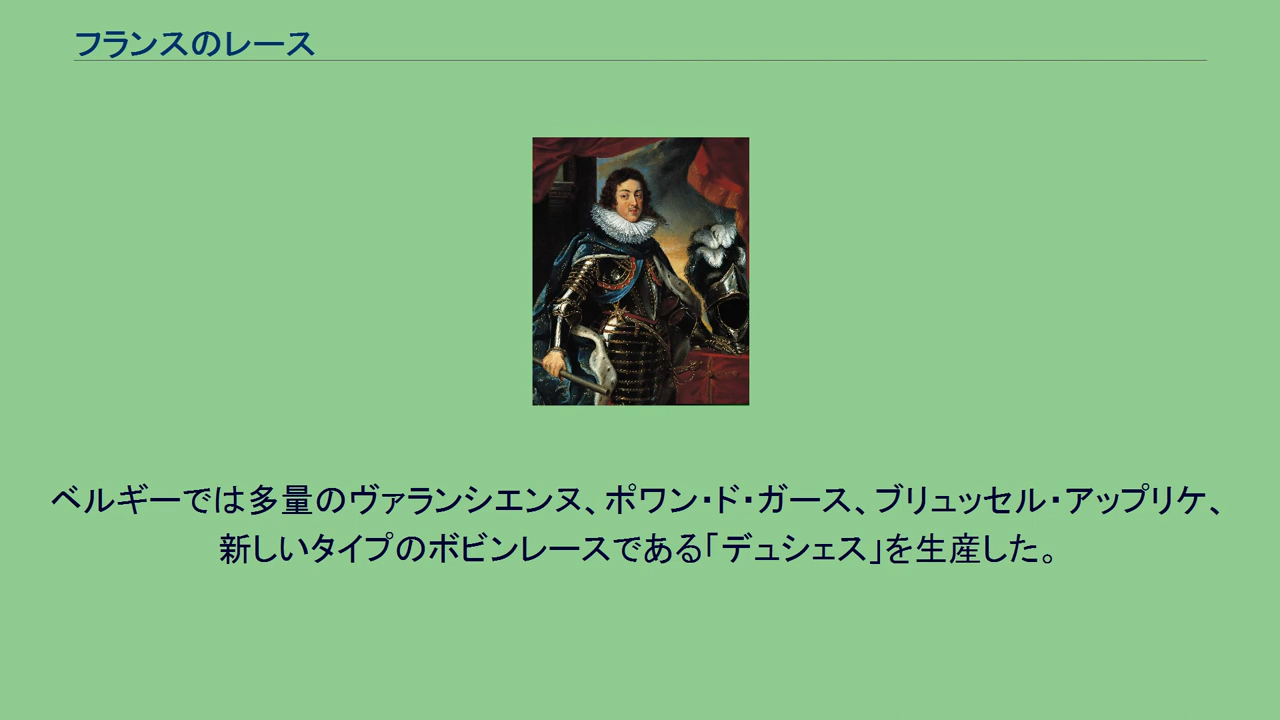 フランスのレース
ベルギーでは多量のヴァランシエンヌ、ポワン・ド・ガース、ブリュッセル・アップリケ、
新しいタイプのボビンレースである「デュシェス」を生産した。